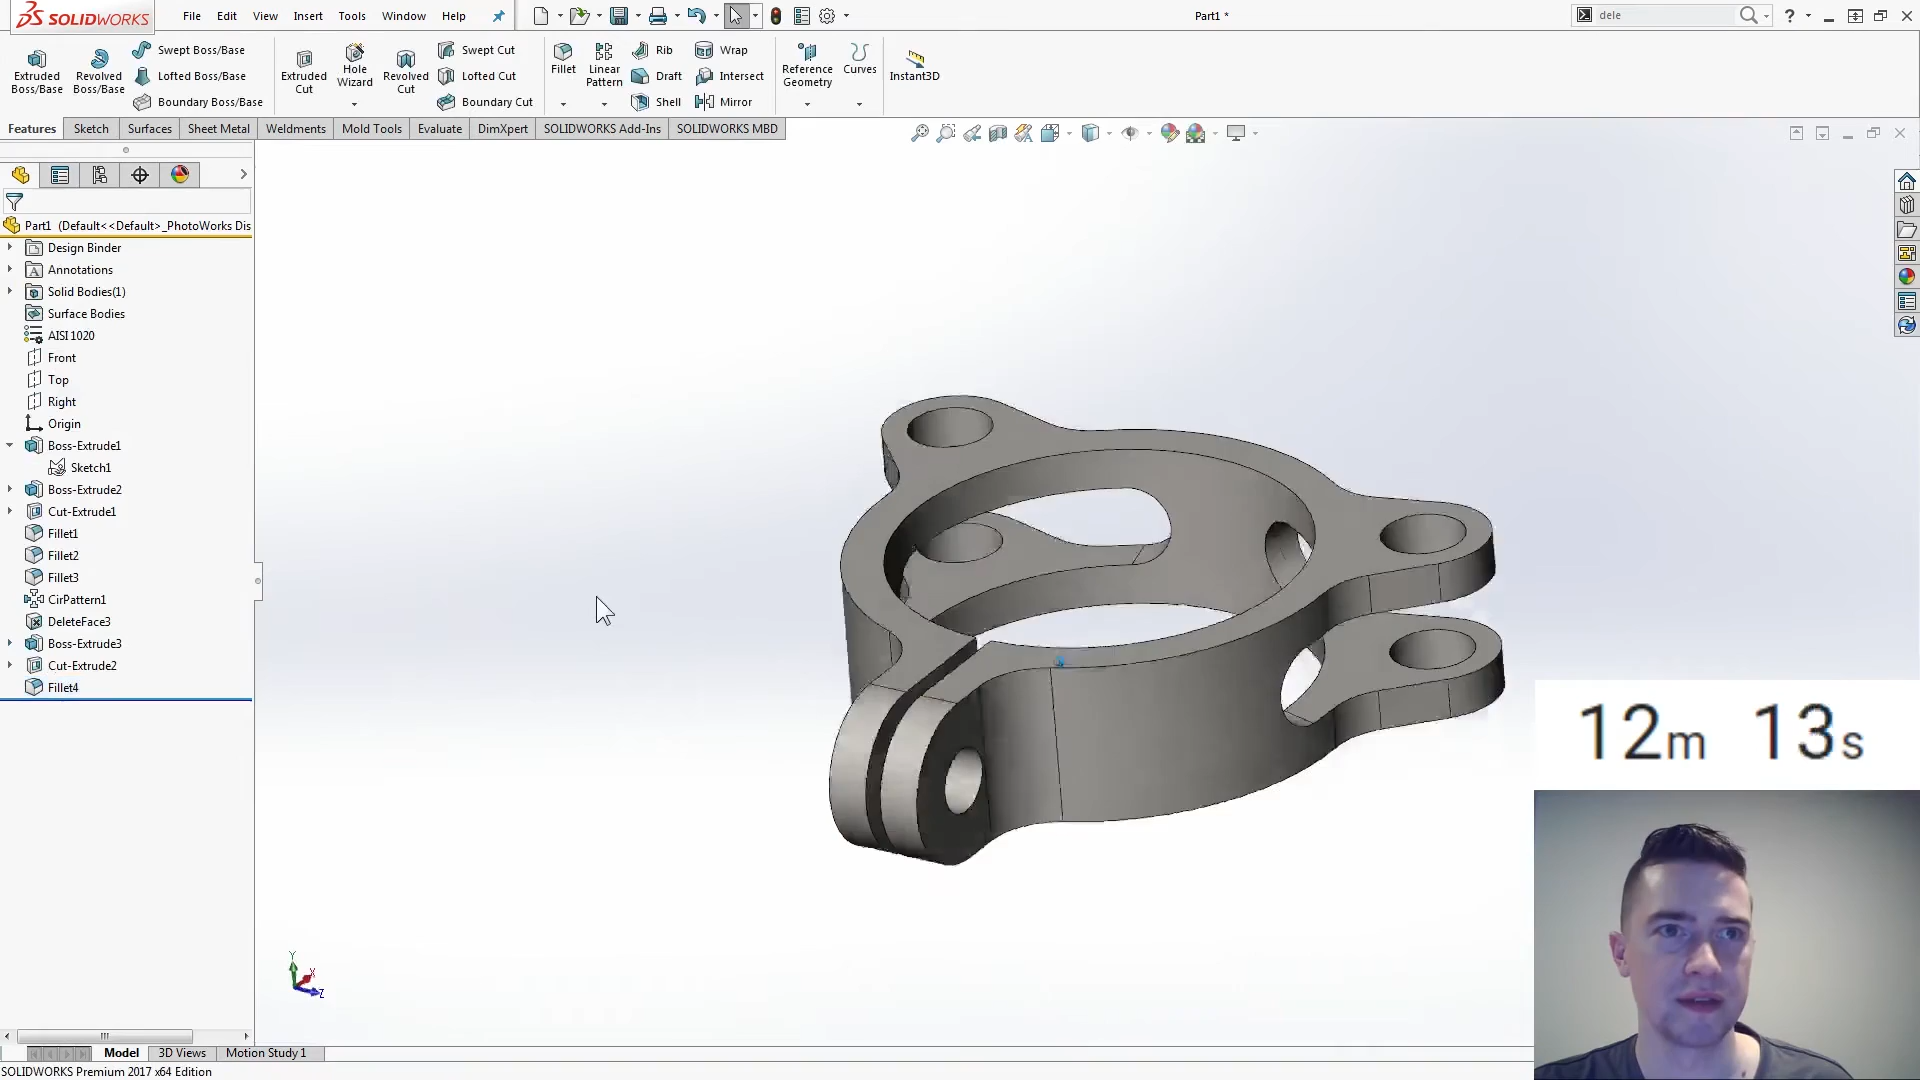 SOLIDWORKS File Edit View Insert Tools Window Help Part1 * dele ?
Extruded Boss/Base
Revolved Boss/Base
Swept Boss/Base
Lofted Boss/Base
Boundary Boss/Base
Extruded Cut
Hole Wizard
Revolved Cut
Swept Cut
Lofted Cut
Boundary Cut
Fillet
Linear Pattern
Rib
Draft
Shell
Wrap
Intersect
Mirror
Reference Geometry
Curves
Instant3D
Features Sketch Surfaces Sheet Metal Weldments Mold Tools Evaluate DimXpert SOLIDWORKS Add-Ins SOLIDWORKS MBD
Part1 (Default<<Default>_PhotoWorks Dis
Design Binder
Annotations
Solid Bodies(1)
Surface Bodies
AISI 1020
Front
Top
Right
Origin
Boss-Extrude1
Sketch1
Boss-Extrude2
Cut-Extrude1
Fillet1
Fillet2
Fillet3
CirPattern1
DeleteFace3
Boss-Extrude3
Cut-Extrude2
Fillet4
12m 13s
Y
X
Z
Model 3D Views Motion Study 1
SOLIDWORKS Premium 2017 x64 Edition